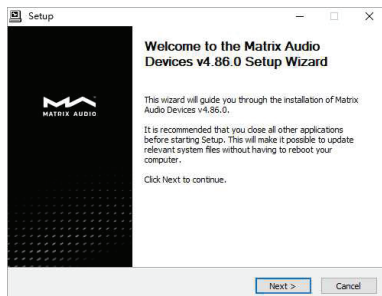 Setup
Welcome to the Matrix Audio
Devices v4.86.0 Setup Wizard
MATRIX AUDIO
This wizard will guide you through the installation of Matrix
Audio Devices v4.86.0.
It is recommended that you close all other applications
before starting Setup. This will make it possible to update
relevant system files without having to reboot your
computer.
Click Next to continue.
Next > Cancel